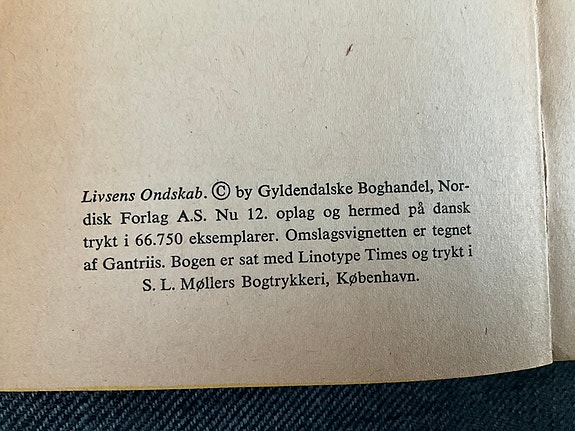 Livsens Ondskab. © by Gyldendalske Boghandel, Nor-
disk Forlag A.S. Nu 12. oplag og hermed på dansk
trykt i 66.750 eksemplarer. Omslagsvignetten er tegnet
af Gantriis. Bogen er sat med Linotype Times og trykt i
S. L. Møllers Bogtrykkeri, København.